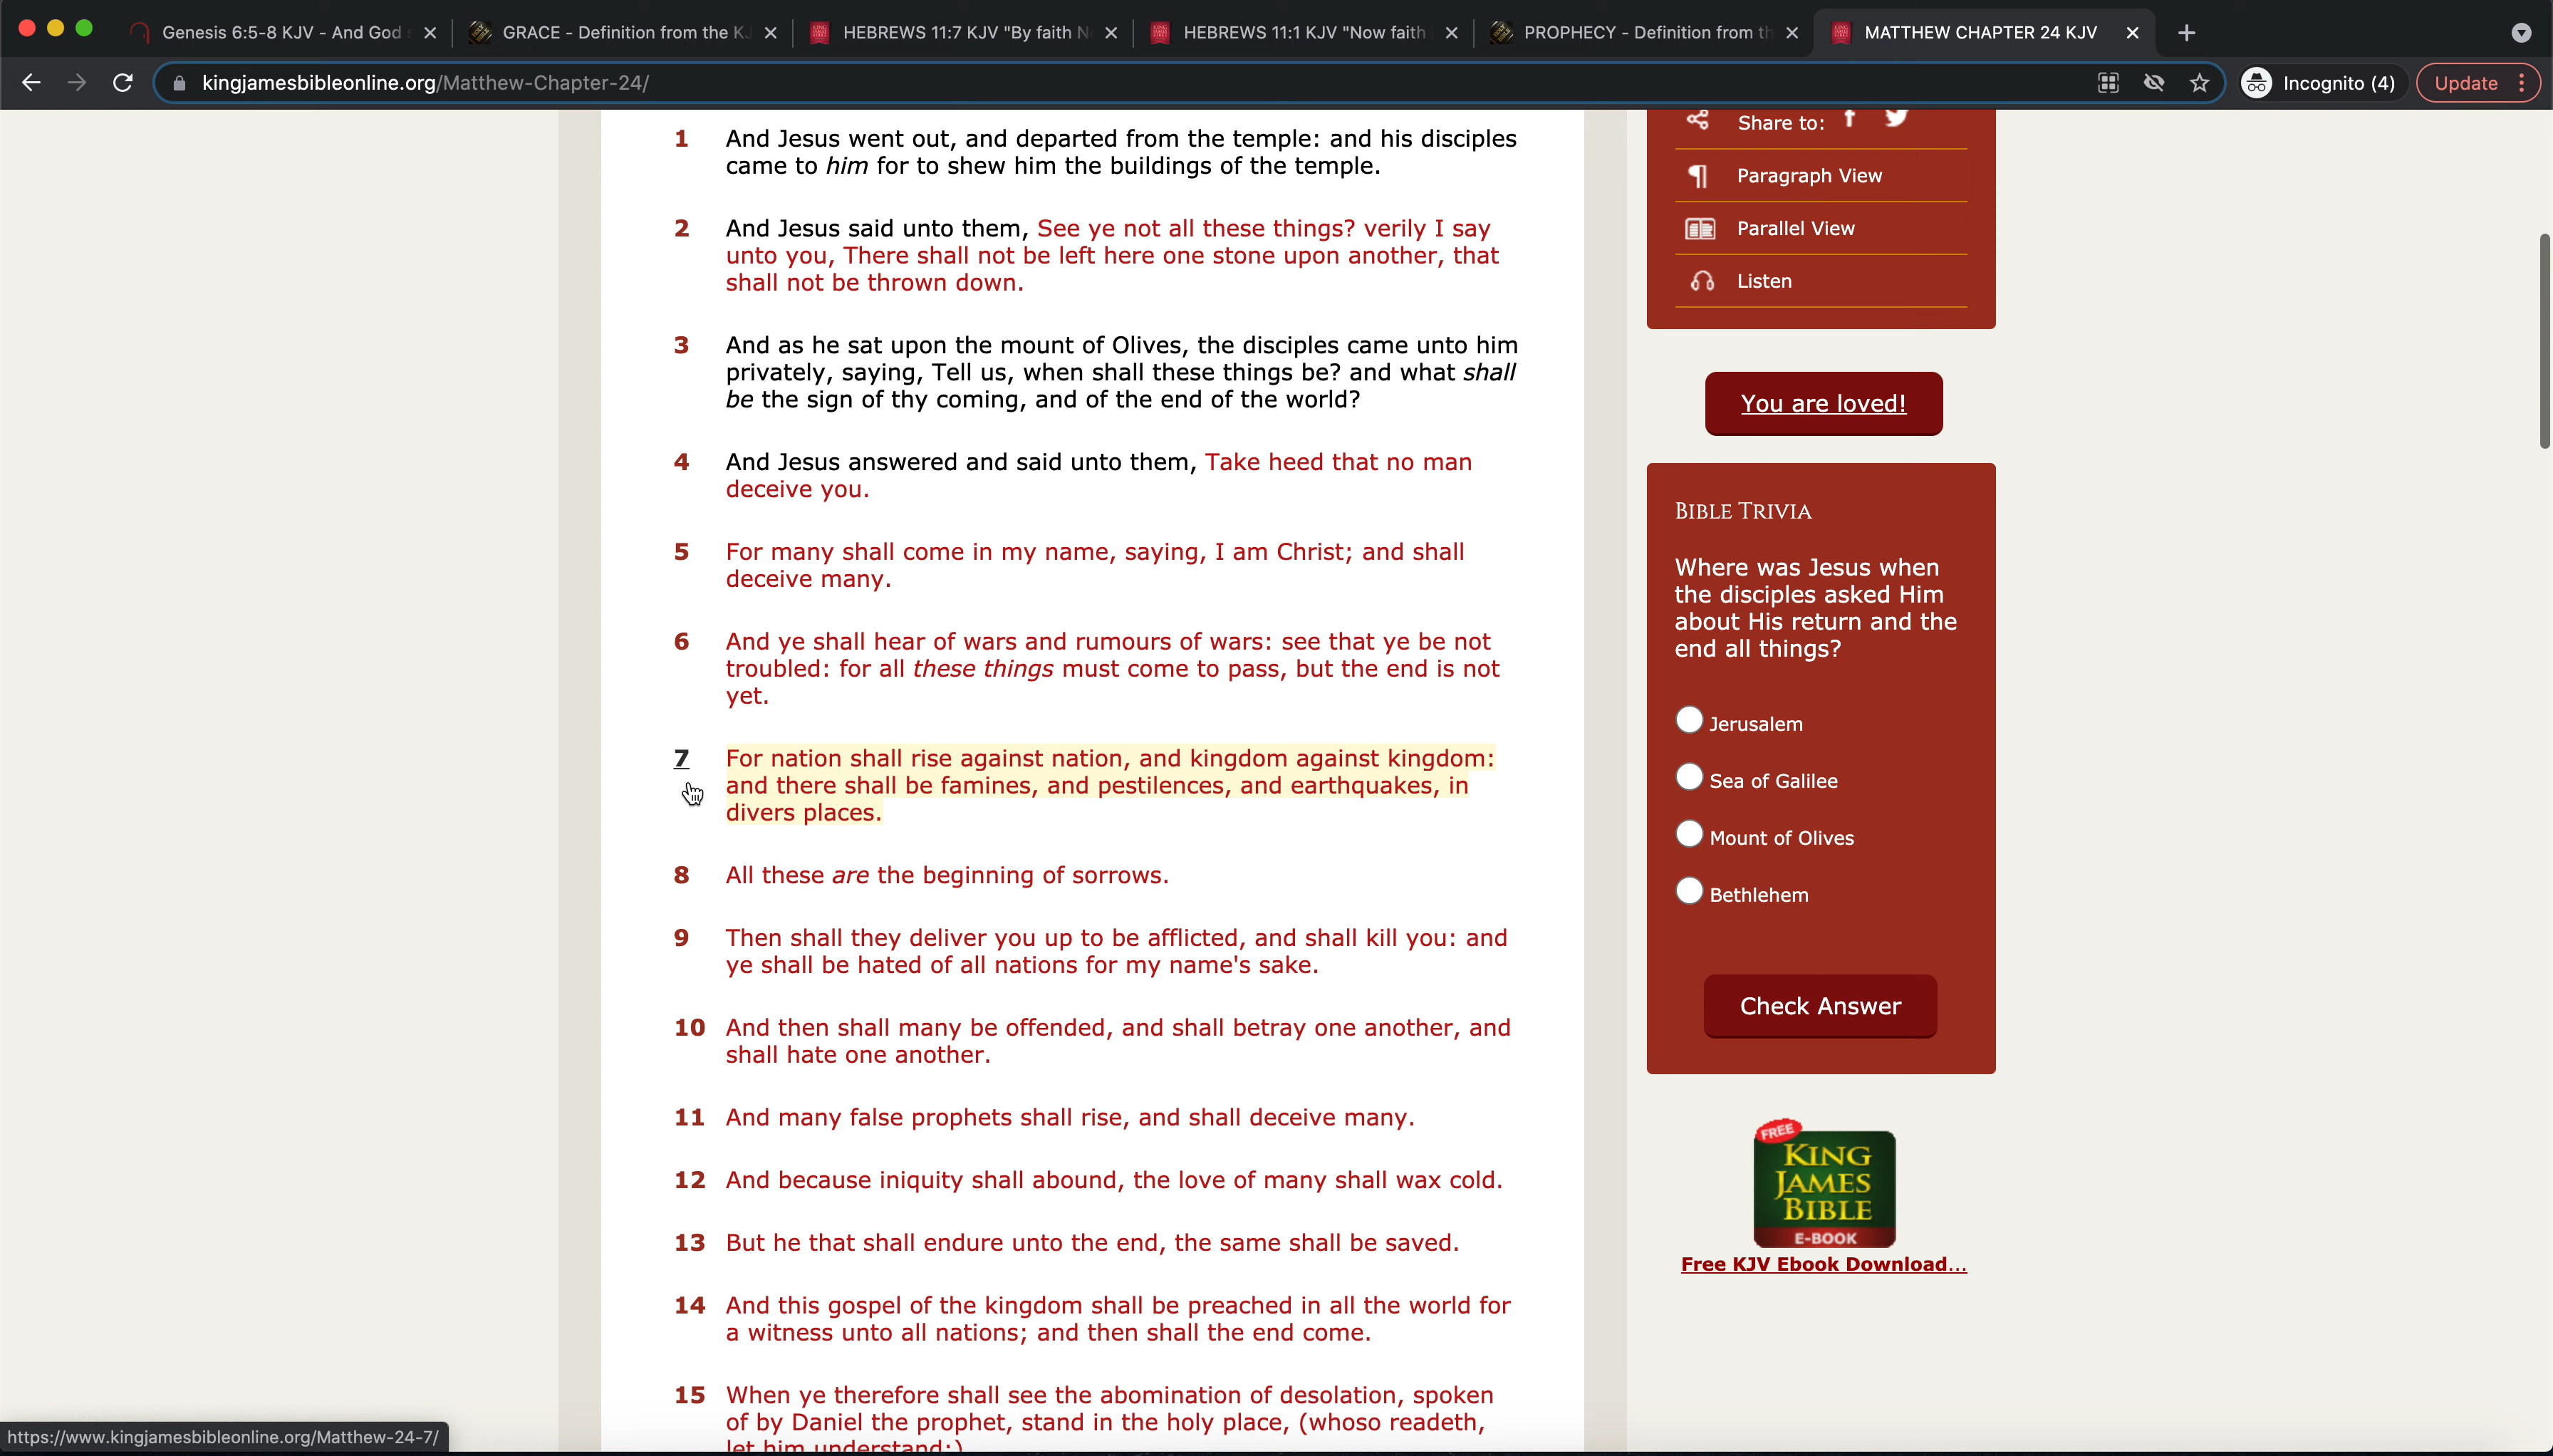 Genesis 6:5-8 KJV - And God
GRACE - Definition from the KJ
HEBREWS 11:7 KJV "By faith N
HEBREWS 11:1 KJV "Now faith
PROPHECY - Definition from th
MATTHEW CHAPTER 24 KJV
kingjamesbibleonline.org/Matthew-Chapter-24/
Incognito (4)
Update
1 And Jesus went out, and departed from the temple: and his disciples
came to him for to shew him the buildings of the temple.
2 And Jesus said unto them, See ye not all these things? verily I say
unto you, There shall not be left here one stone upon another, that
shall not be thrown down.
3 And as he sat upon the mount of Olives, the disciples came unto him
privately, saying, Tell us, when shall these things be? and what shall
be the sign of thy coming, and of the end of the world?
4 And Jesus answered and said unto them, Take heed that no man
deceive you.
5 For many shall come in my name, saying, I am Christ; and shall
deceive many.
6 And ye shall hear of wars and rumours of wars: see that ye be not
troubled: for all these things must come to pass, but the end is not
yet.
7 For nation shall rise against nation, and kingdom against kingdom:
and there shall be famines, and pestilences, and earthquakes, in
divers places.
8 All these are the beginning of sorrows.
9 Then shall they deliver you up to be afflicted, and shall kill you: and
ye shall be hated of all nations for my name's sake.
10 And then shall many be offended, and shall betray one another, and
shall hate one another.
11 And many false prophets shall rise, and shall deceive many.
12 And because iniquity shall abound, the love of many shall wax cold.
13 But he that shall endure unto the end, the same shall be saved.
14 And this gospel of the kingdom shall be preached in all the world for
a witness unto all nations; and then shall the end come.
15 When ye therefore shall see the abomination of desolation, spoken
of by Daniel the prophet, stand in the holy place, (whoso readeth,
let him understand:)
Share to:
Paragraph View
Parallel View
Listen
You are loved!
BIBLE TRIVIA
Where was Jesus when
the disciples asked Him
about His return and the
end all things?
Jerusalem
Sea of Galilee
Mount of Olives
Bethlehem
Check Answer
FREE
KING
JAMES
BIBLE
E-BOOK
Free KJV Ebook Download...
https://www.kingjamesbibleonline.org/Matthew-24-7/